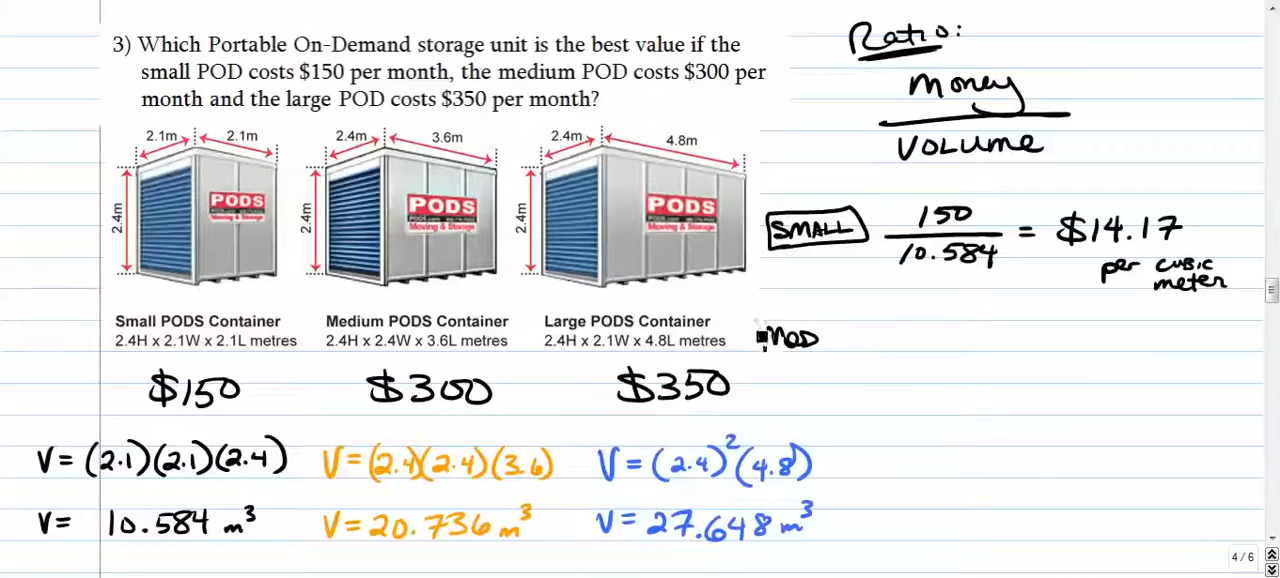 3) Which Portable On-Demand storage unit is the best value if the
small POD costs $150 per month, the medium POD costs $300 per
month and the large POD costs $350 per month?
Ratio:
money
VOLUME
2.1m 2.1m 2.4m 3.6m 2.4m 4.8m
2.4m 2.4m 2.4m
PODS
Moving & Storage
PODS
Moving & Storage
PODS
Moving & Storage
SMALL 150 = $14.17
10.584 per cubic
meter
Small PODS Container
2.4H x 2.1W x 2.1L metres
Medium PODS Container
2.4H x 2.4W x 3.6L metres
Large PODS Container
2.4H x 2.1W x 4.8L metres
MOD
$150 $300 $350
V = (2.1)(2.1)(2.4) V = (2.4)(2.4)(3.6) V = (2.4)²(4.8)
V = 10.584 m³ V = 20.736 m³ V = 27.648 m³
4 / 6